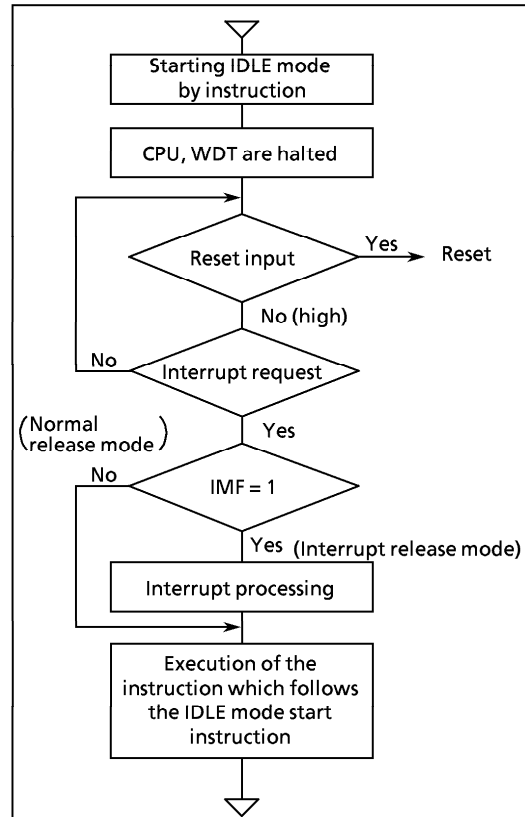 Starting IDLE mode
by instruction
CPU, WDT are halted
Reset input
Yes
Reset
No (high)
No
Interrupt request
(Normal
release mode)
Yes
No
IMF = 1
Yes (Interrupt release mode)
Interrupt processing
Execution of the
instruction which follows
the IDLE mode start
instruction